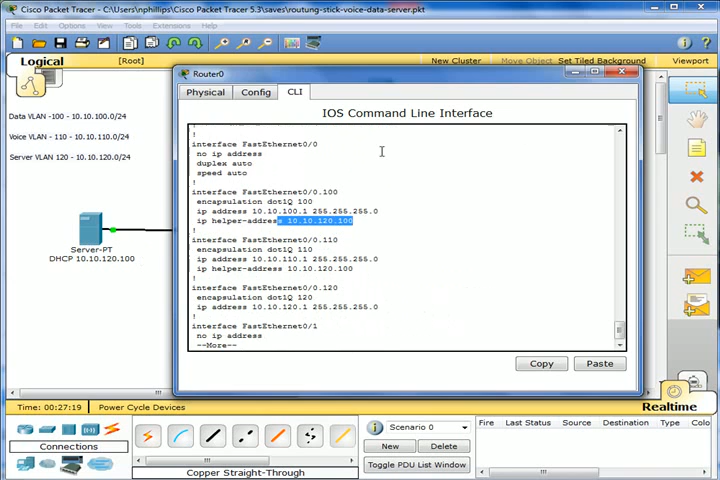 Cisco Packet Tracer 5.3 - C:\Users\nphillips\Cisco Packet Tracer 5.3\saves\routung-stick-voice-data-server.pkt
File Edit Options View Tools Extensions Help
Logical [Root] New Cluster Move Object Set Tiled Background Viewport
Data VLAN -100 - 10.10.100.0/24
Voice VLAN - 110 - 10.10.110.0/24
Server VLAN 120 - 10.10.120.0/24
Server-PT
DHCP 10.10.120.100
Router0
Physical Config CLI
IOS Command Line Interface
!
interface FastEthernet0/0
no ip address
duplex auto
speed auto
!
interface FastEthernet0/0.100
encapsulation dot1Q 100
ip address 10.10.100.1 255.255.255.0
ip helper-address 10.10.120.100
!
interface FastEthernet0/0.110
encapsulation dot1Q 110
ip address 10.10.110.1 255.255.255.0
ip helper-address 10.10.120.100
!
interface FastEthernet0/0.120
encapsulation dot1Q 120
ip address 10.10.120.1 255.255.255.0
!
interface FastEthernet0/1
no ip address
--More--
Copy Paste
Time: 00:27:19 Power Cycle Devices Realtime
Connections
Copper Straight-Through
Scenario 0
New Delete
Toggle PDU List Window
Fire Last Status Source Destination Type Colo